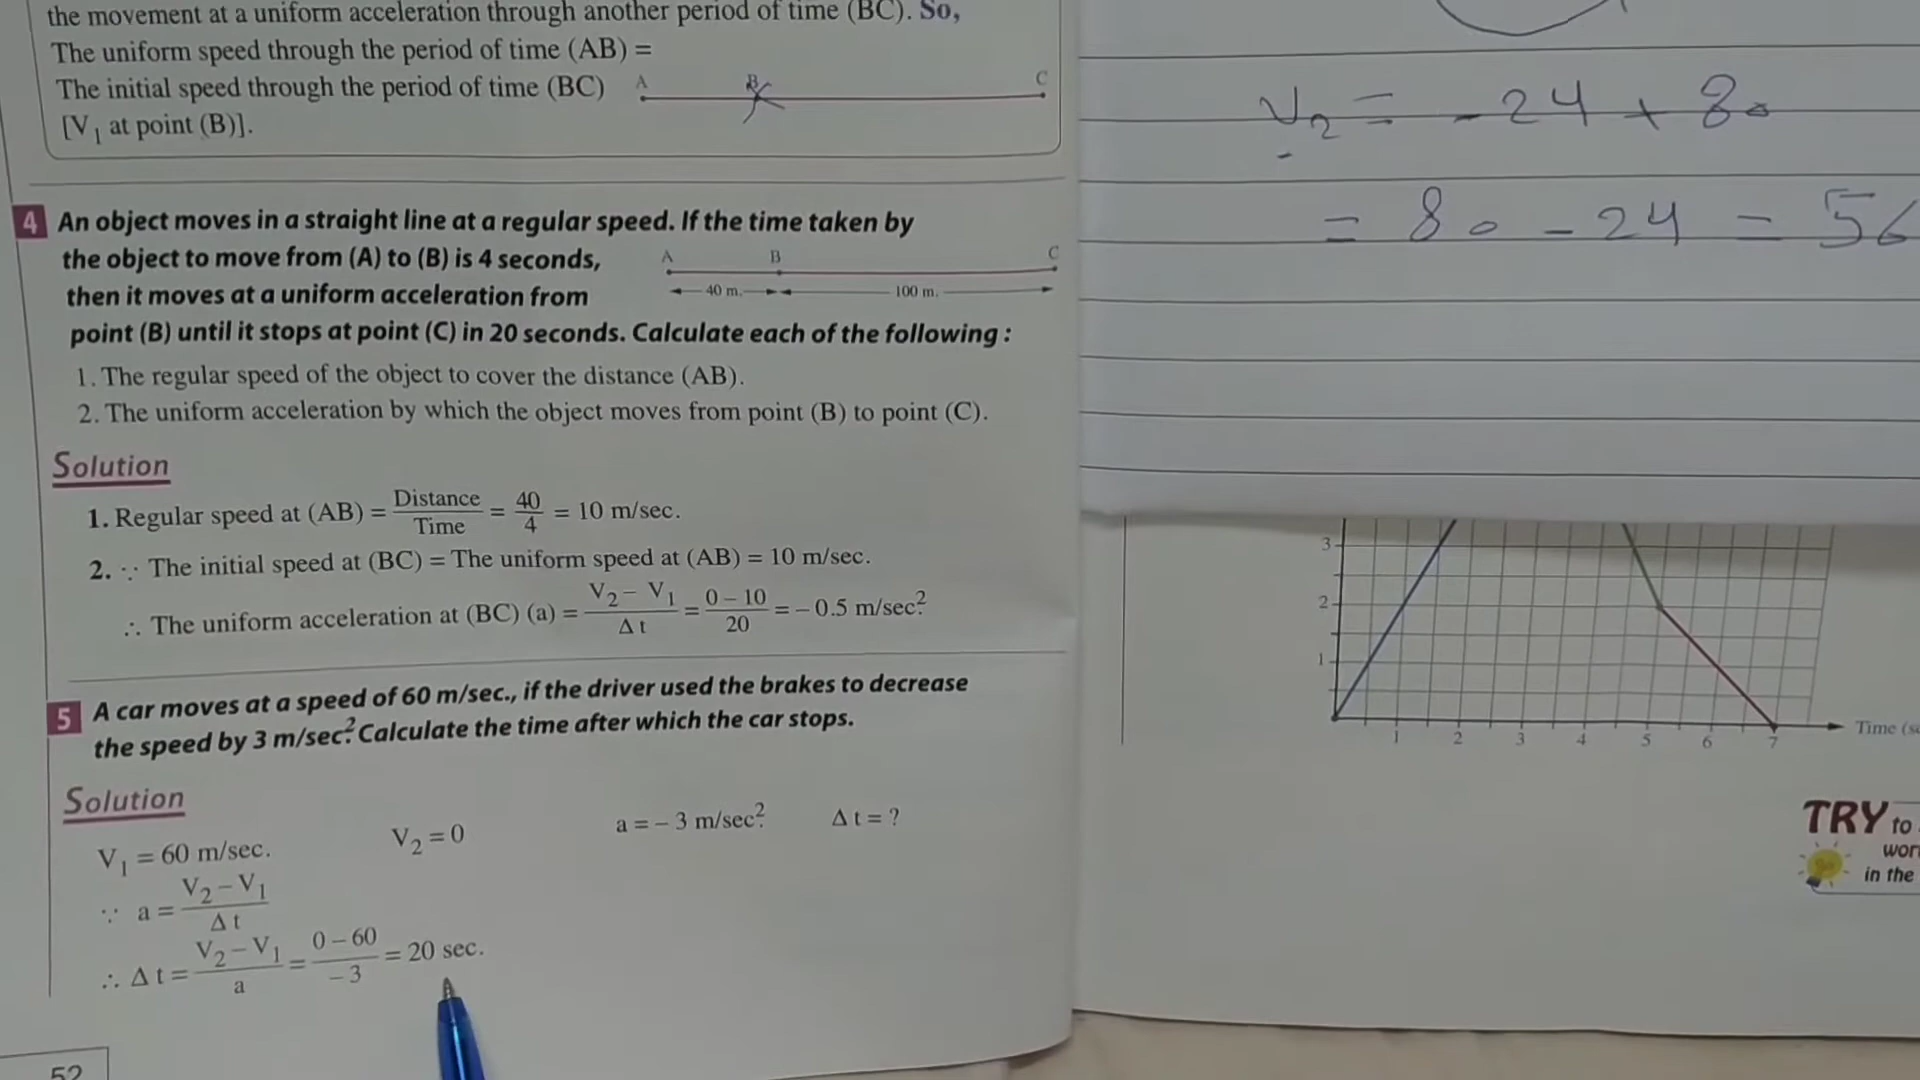 the movement at a uniform acceleration through another period of time (BC). So,
The uniform speed through the period of time (AB) =
The initial speed through the period of time (BC)
[V₁ at point (B)].
A B C
4 An object moves in a straight line at a regular speed. If the time taken by
the object to move from (A) to (B) is 4 seconds,
then it moves at a uniform acceleration from
point (B) until it stops at point (C) in 20 seconds. Calculate each of the following :
A B C
40 m. 100 m.
1. The regular speed of the object to cover the distance (AB).
2. The uniform acceleration by which the object moves from point (B) to point (C).
Solution
1. Regular speed at (AB) = Distance / Time = 40 / 4 = 10 m/sec.
2. ∵ The initial speed at (BC) = The uniform speed at (AB) = 10 m/sec.
∴ The uniform acceleration at (BC) (a) = V₂ – V₁ / Δt = 0 – 10 / 20 = – 0.5 m/sec².
5 A car moves at a speed of 60 m/sec., if the driver used the brakes to decrease
the speed by 3 m/sec². Calculate the time after which the car stops.
Solution
V₁ = 60 m/sec. V₂ = 0 a = – 3 m/sec². Δt = ?
∵ a = V₂ – V₁ / Δt
∴ Δt = V₂ – V₁ / a = 0 – 60 / – 3 = 20 sec.
52
V₂ = - 24 + 80
= 80 - 24 = 56
3
2
1
1 2 3 4 5 6 7
Time
TRY to
in the